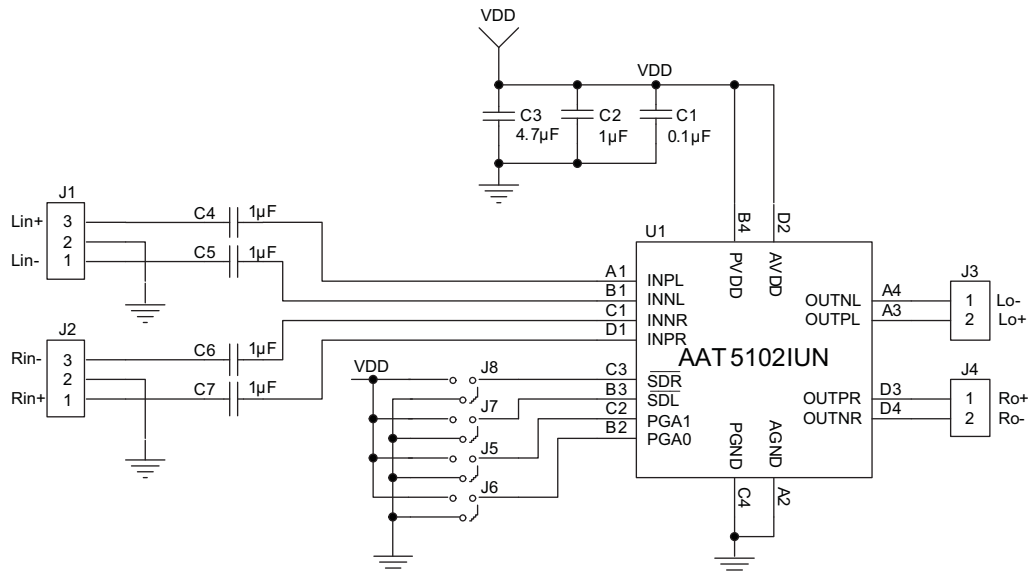 VDD
VDD
C3
4.7µF
C2
1µF
C1
0.1µF
J1
Lin+ 3 C4 1µF
2
Lin- 1 C5 1µF
J2
Rin- 3 C6 1µF
2
Rin+ 1 C7 1µF
U1
B4 D2
PVDD AVDD
A1 INPL
B1 INNL
C1 INNR
D1 INPR
AAT5102IUN
VDD
J8 C3 SDR
J7 B3 SDL
J5 C2 PGA1
J6 B2 PGA0
PGND AGND
C4 A2
J3
OUTNL A4 1 Lo-
OUTPL A3 2 Lo+
J4
OUTPR D3 1 Ro+
OUTNR D4 2 Ro-